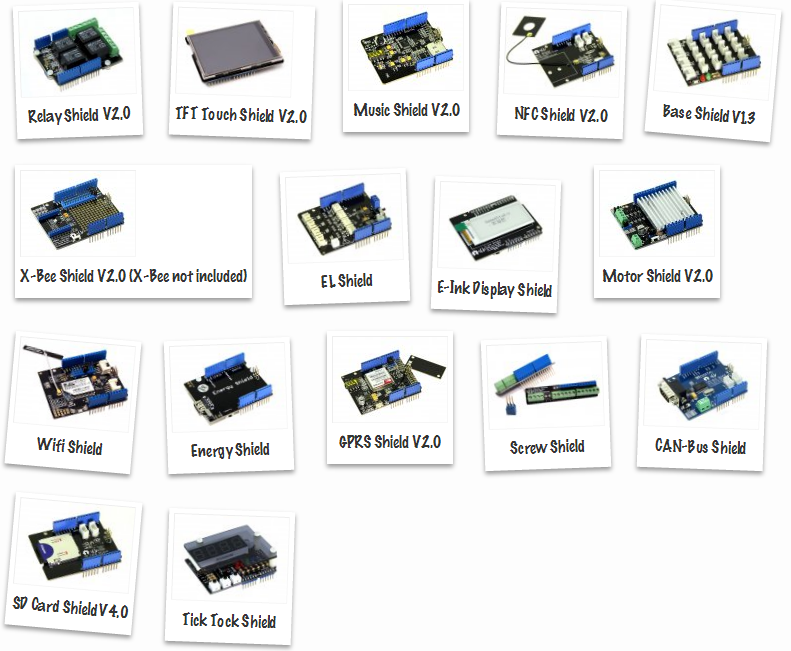 Relay Shield V2.0
TFT Touch Shield V2.0
Music Shield V2.0
NFC Shield V2.0
Base Shield V1.3
X-Bee Shield V2.0 (X-Bee not included)
EL Shield
E-Ink Display Shield
Motor Shield V2.0
Wifi Shield
Energy Shield
GPRS Shield V2.0
Screw Shield
CAN-Bus Shield
SD Card Shield V4.0
Tick Tock Shield